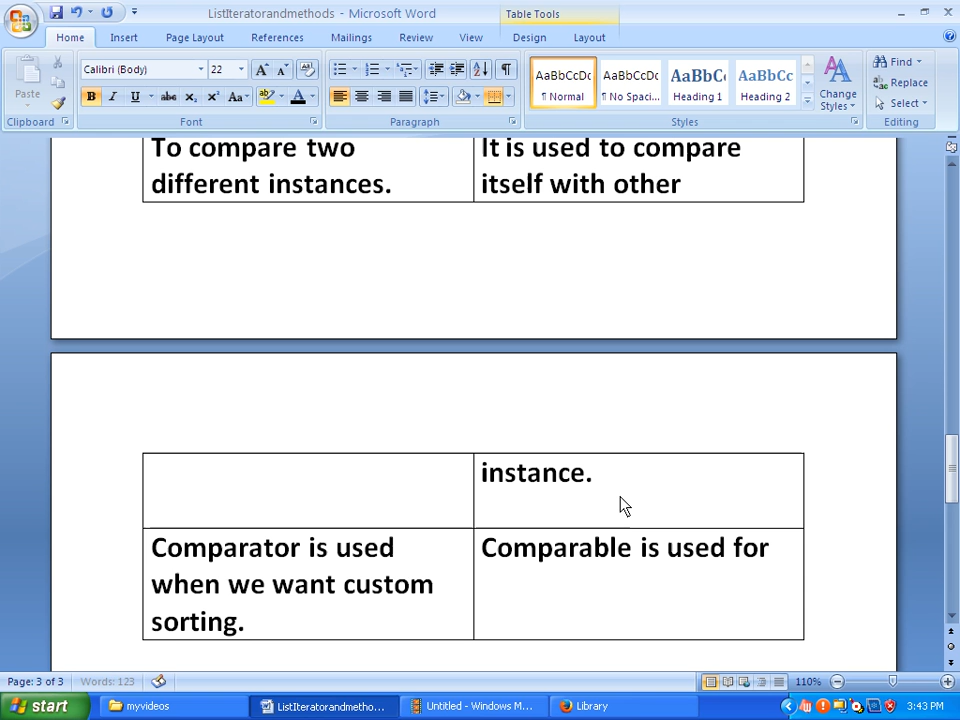 ListIteratorandmethods - Microsoft Word
Table Tools
Home Insert Page Layout References Mailings Review View Design Layout
Paste
Calibri (Body) 22
AaBbCcDc AaBbCcDc AaBbC AaBbCc
¶ Normal ¶ No Spaci... Heading 1 Heading 2
Change Styles
Find
Replace
Select
Clipboard Font Paragraph Styles Editing
To compare two
different instances.
It is used to compare
itself with other
instance.
Comparator is used
when we want custom
sorting.
Comparable is used for
Page: 3 of 3 Words: 123 110%
start myvideos ListIteratorandmetho... Untitled - Windows M... Library 3:43 PM